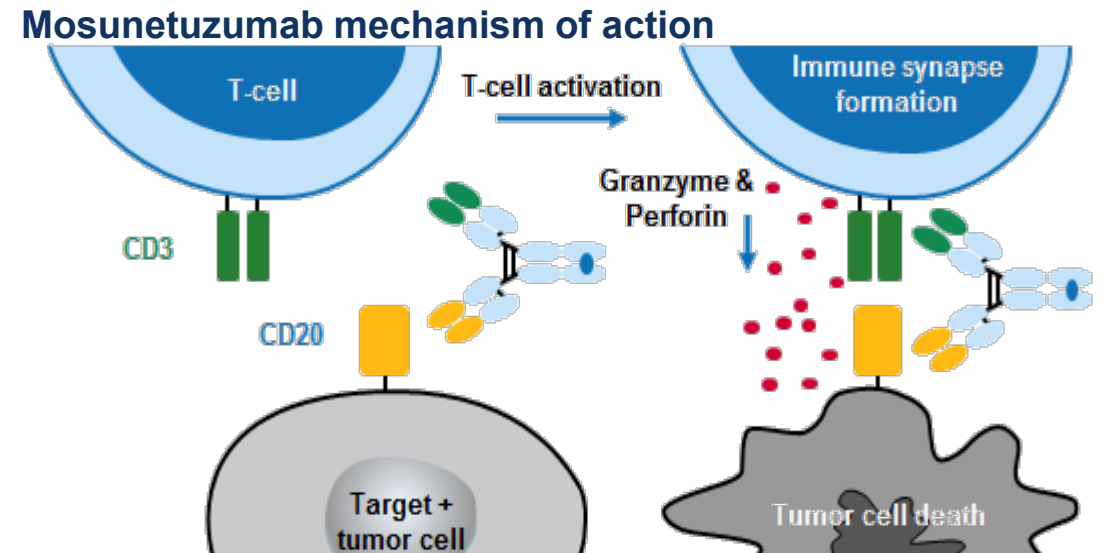 Mosunetuzumab mechanism of action
T-cell
T-cell activation
Immune synapse
formation
Granzyme &
Perforin
CD3
CD20
Target +
tumor cell
Tumor cell death